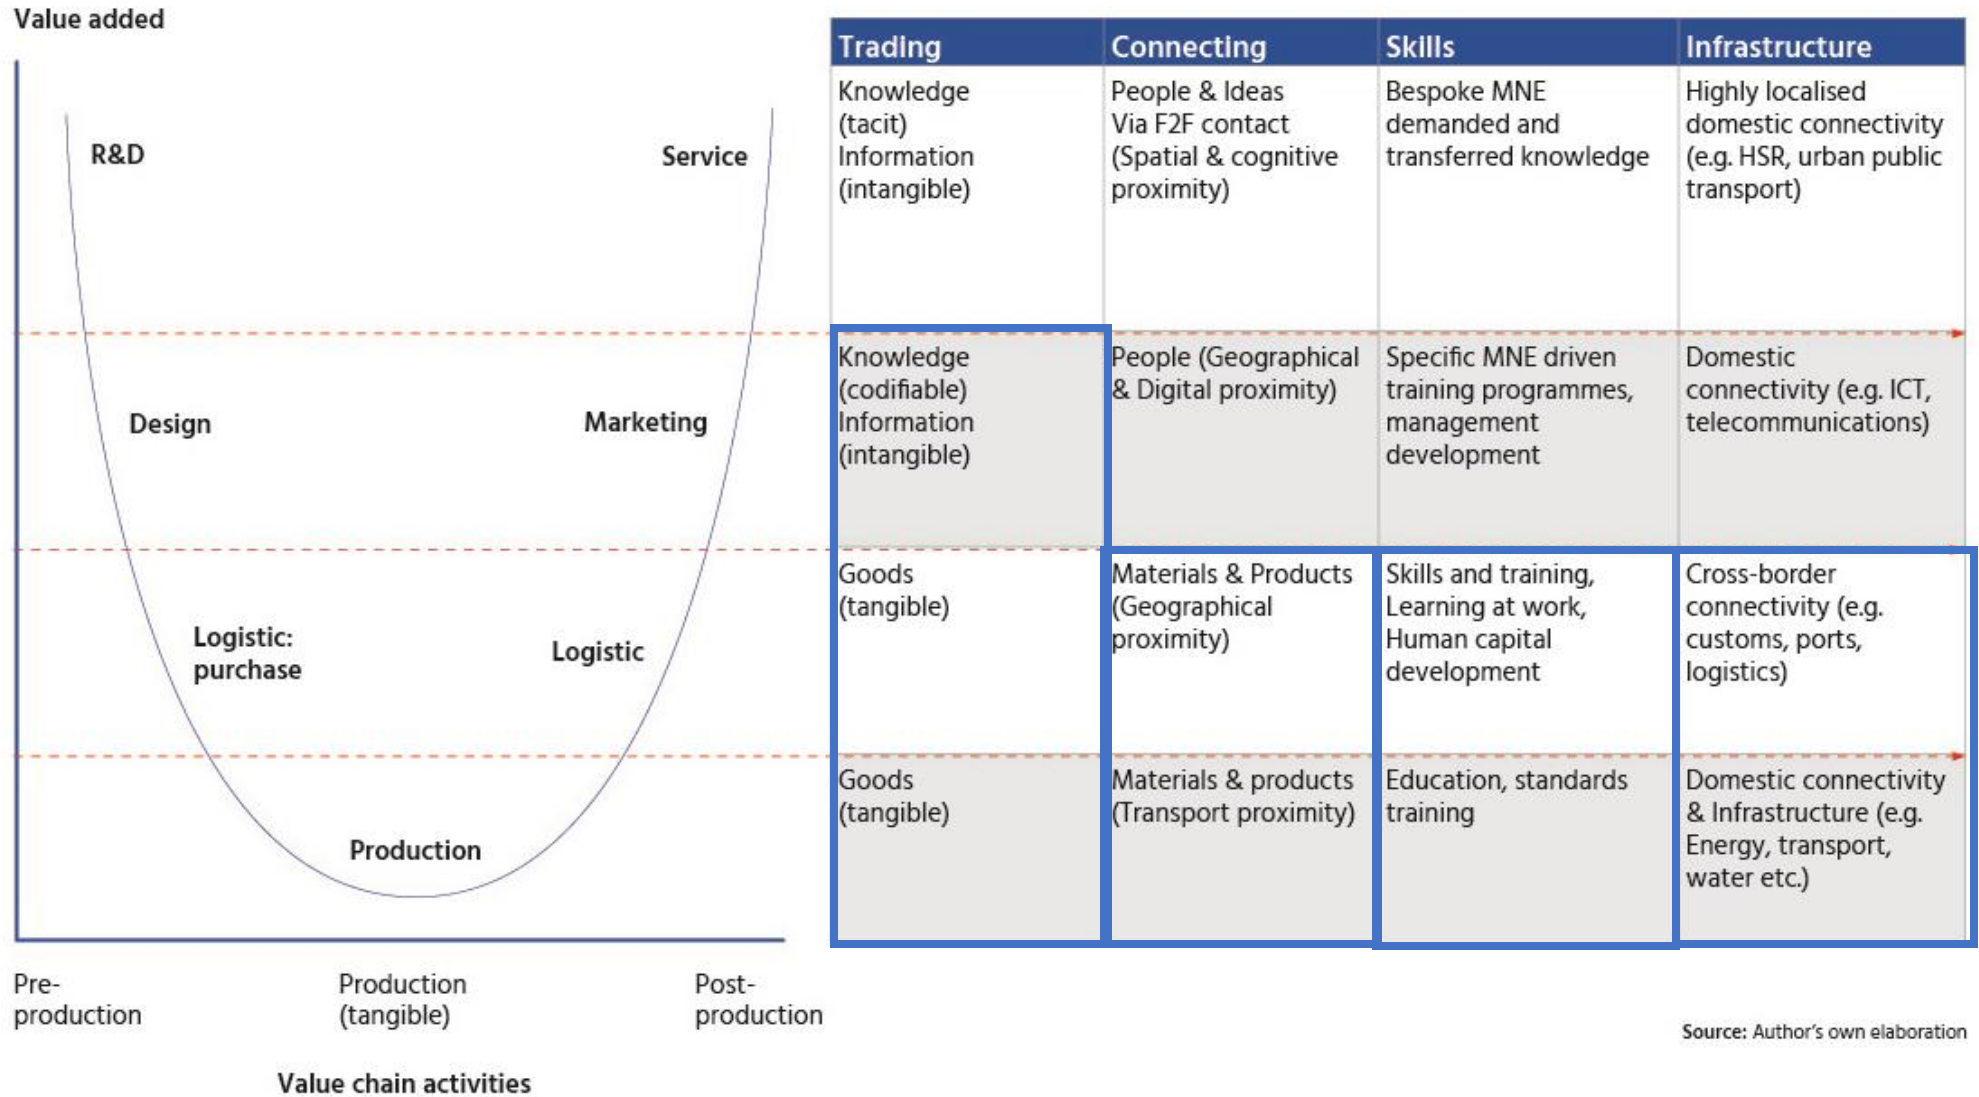 Value added
R&D
Service
Design
Marketing
Logistic:
purchase
Logistic
Production
Pre-
production
Production
(tangible)
Post-
production
Value chain activities
Trading
Connecting
Skills
Infrastructure
Knowledge
(tacit)
Information
(intangible)
People & Ideas
Via F2F contact
(Spatial & cognitive
proximity)
Bespoke MNE
demanded and
transferred knowledge
Highly localised
domestic connectivity
(e.g. HSR, urban public
transport)
Knowledge
(codifiable)
Information
(intangible)
People (Geographical
& Digital proximity)
Specific MNE driven
training programmes,
management
development
Domestic
connectivity (e.g. ICT,
telecommunications)
Goods
(tangible)
Materials & Products
(Geographical
proximity)
Skills and training,
Learning at work,
Human capital
development
Cross-border
connectivity (e.g.
customs, ports,
logistics)
Goods
(tangible)
Materials & products
(Transport proximity)
Education, standards
training
Domestic connectivity
& Infrastructure (e.g.
Energy, transport,
water etc.)
Source: Author's own elaboration